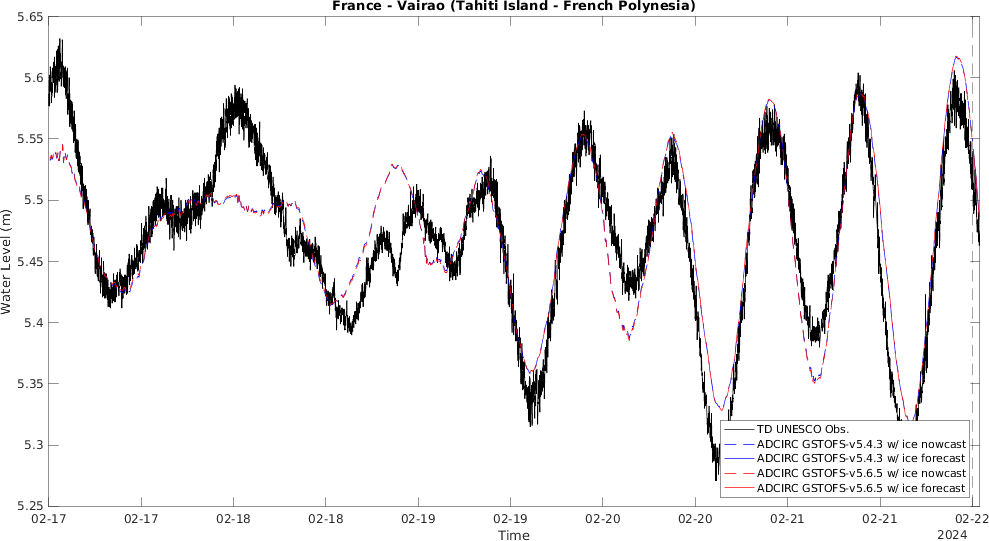 France - Vairao (Tahiti Island - French Polynesia)
5.65
5.6
5.55
5.5
5.45
5.4
5.35
5.3
5.25
Water Level (m)
TD UNESCO Obs.
ADCIRC GSTOFS-v5.4.3 w/ ice nowcast
ADCIRC GSTOFS-v5.4.3 w/ ice forecast
ADCIRC GSTOFS-v5.6.5 w/ ice nowcast
ADCIRC GSTOFS-v5.6.5 w/ ice forecast
02-17 02-17 02-18 02-18 02-19 02-19 02-20 02-20 02-21 02-21 02-22
Time
2024